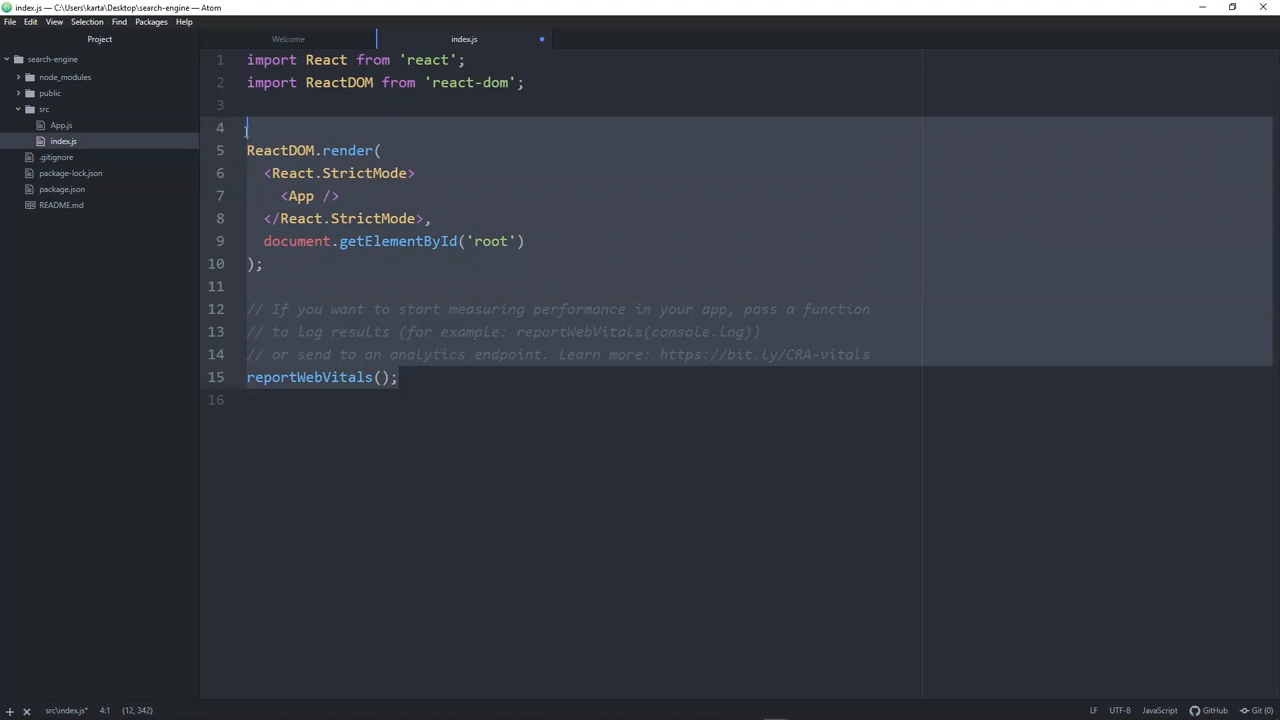 index.js — C:\Users\karta\Desktop\search-engine — Atom
File Edit View Selection Find Packages Help
Project
Welcome
index.js
search-engine
node_modules
public
src
App.js
index.js
.gitignore
package-lock.json
package.json
README.md
1 import React from 'react';
2 import ReactDOM from 'react-dom';
3
4
5 ReactDOM.render(
6 <React.StrictMode>
7 <App />
8 </React.StrictMode>,
9 document.getElementById('root')
10 );
11
12 // If you want to start measuring performance in your app, pass a function
13 // to log results (for example: reportWebVitals(console.log))
14 // or send to an analytics endpoint. Learn more: https://bit.ly/CRA-vitals
15 reportWebVitals();
16
src\index.js* 4:1 (12, 342) LF UTF-8 JavaScript GitHub Git (0)